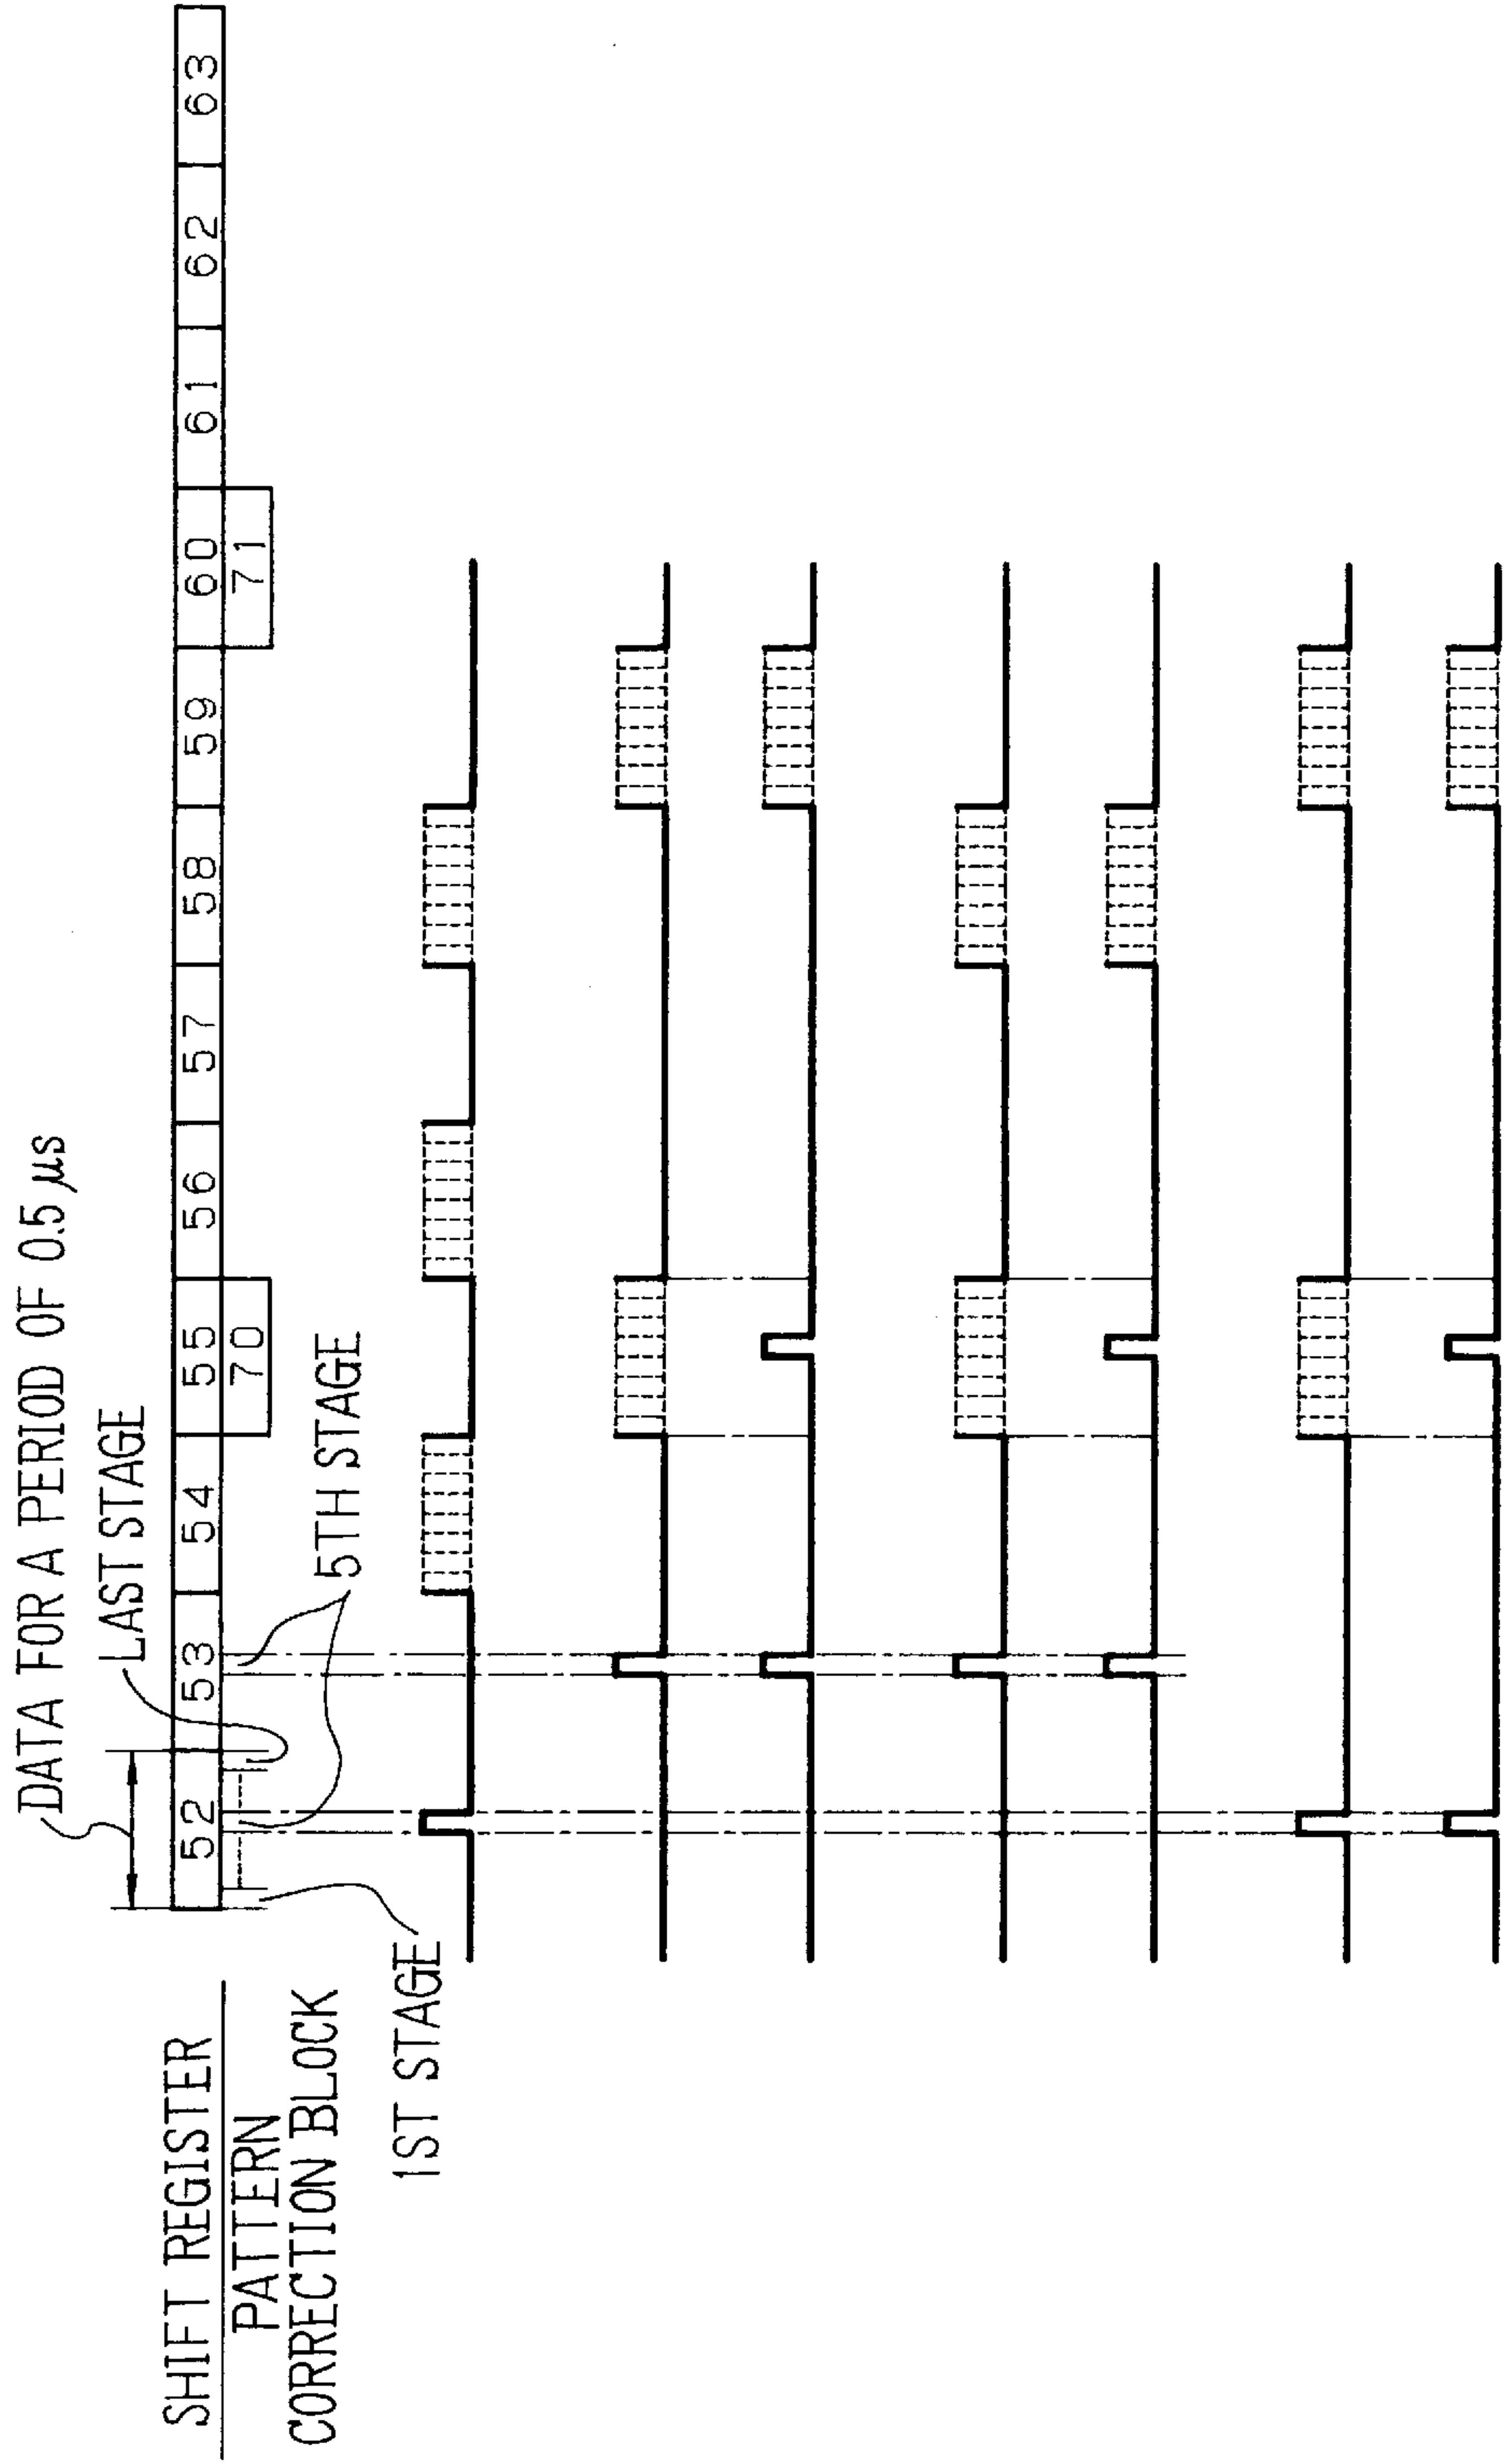 DATA FOR A PERIOD OF 0.5 μs
LAST STAGE
SHIFT REGISTER
52 53 54 55 56 57 58 59 60 61 62 63
PATTERN
CORRECTION BLOCK
70 71
5TH STAGE
1ST STAGE